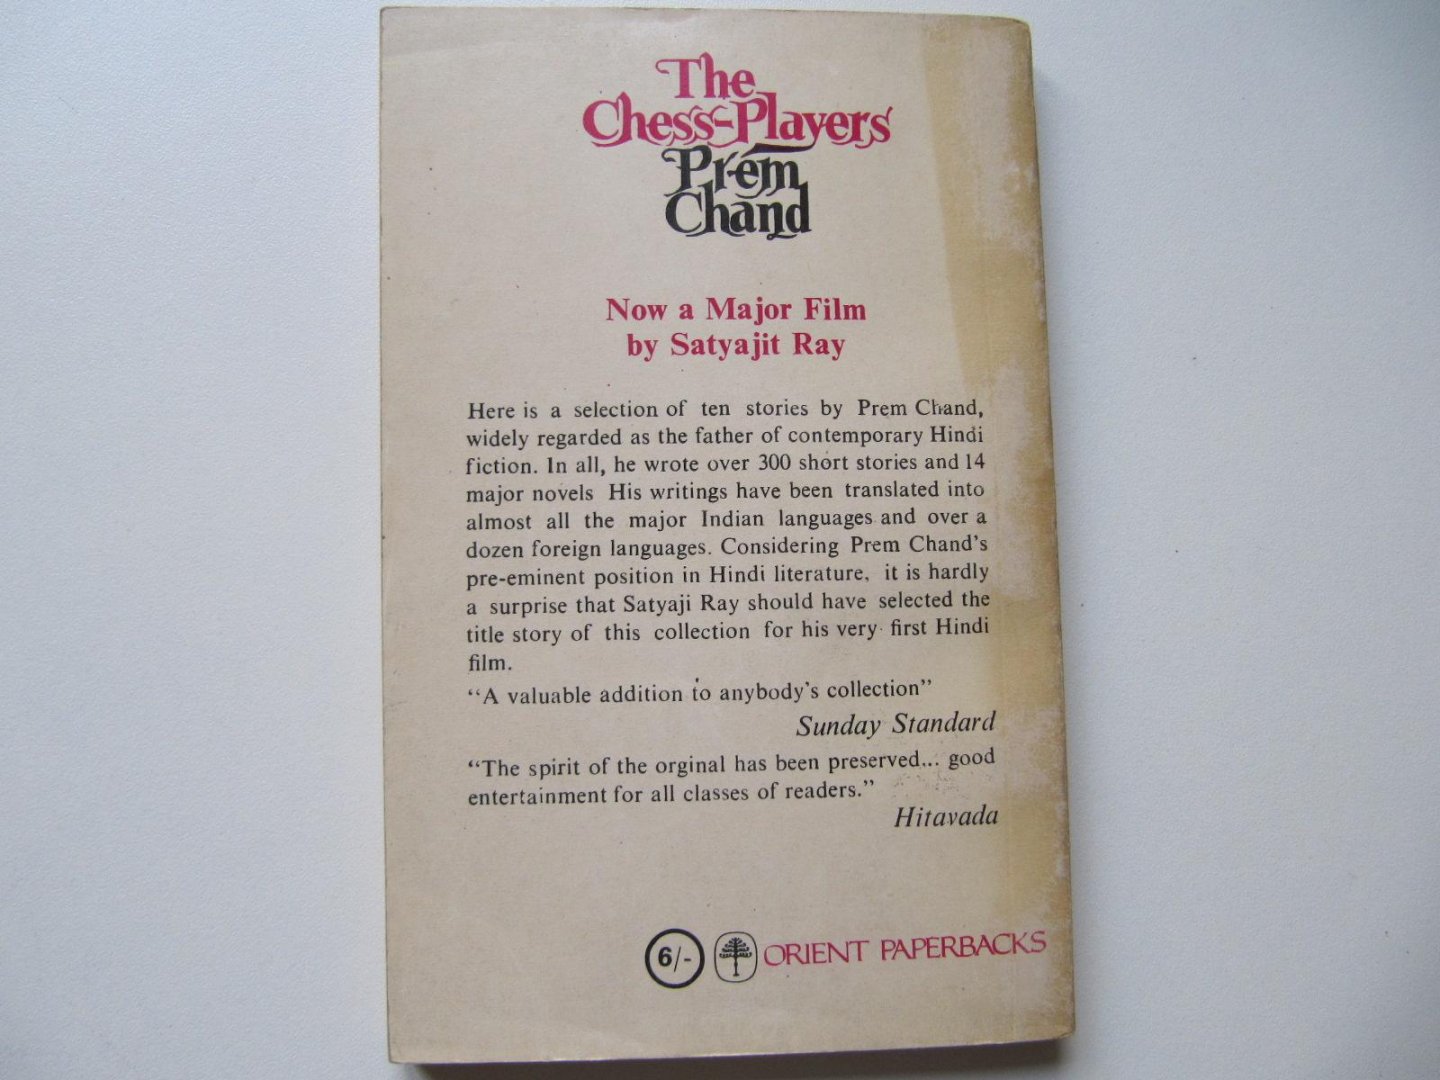 The
Chess-Players
Prem
Chand
Now a Major Film
by Satyajit Ray
Here is a selection of ten stories by Prem Chand,
widely regarded as the father of contemporary Hindi
fiction. In all, he wrote over 300 short stories and 14
major novels His writings have been translated into
almost all the major Indian languages and over a
dozen foreign languages. Considering Prem Chand's
pre-eminent position in Hindi literature, it is hardly
a surprise that Satyaji Ray should have selected the
title story of this collection for his very first Hindi
film.
"A valuable addition to anybody's collection"
Sunday Standard
"The spirit of the orginal has been preserved... good
entertainment for all classes of readers."
Hitavada
6/- ORIENT PAPERBACKS